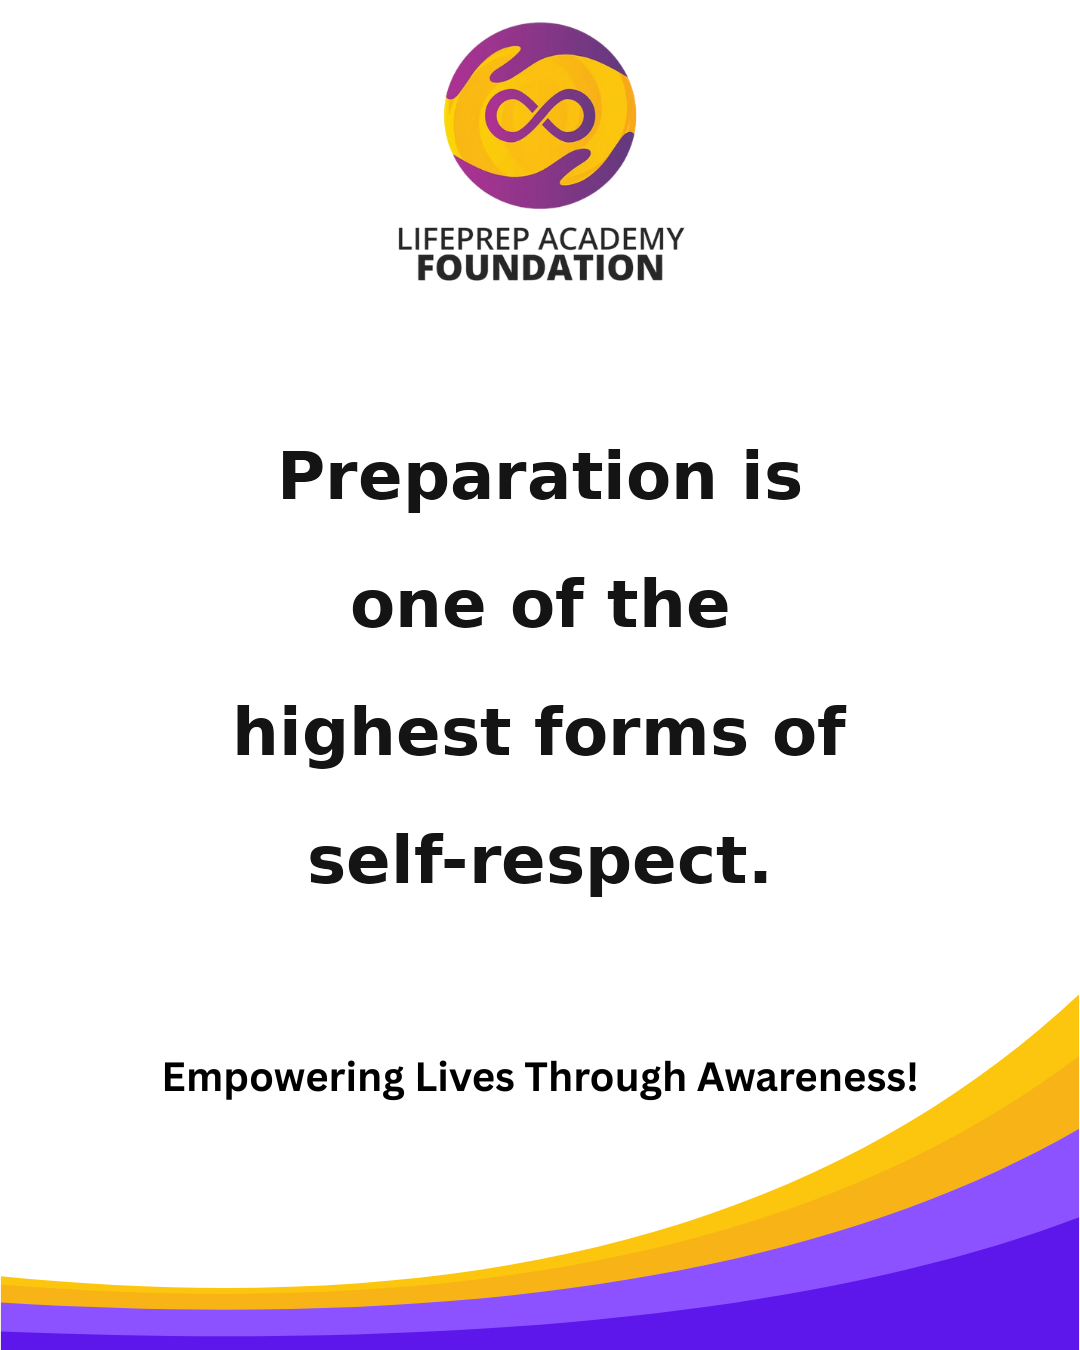 LIFEPREP ACADEMY
FOUNDATION
Preparation is
one of the
highest forms of
self-respect.
Empowering Lives Through Awareness!